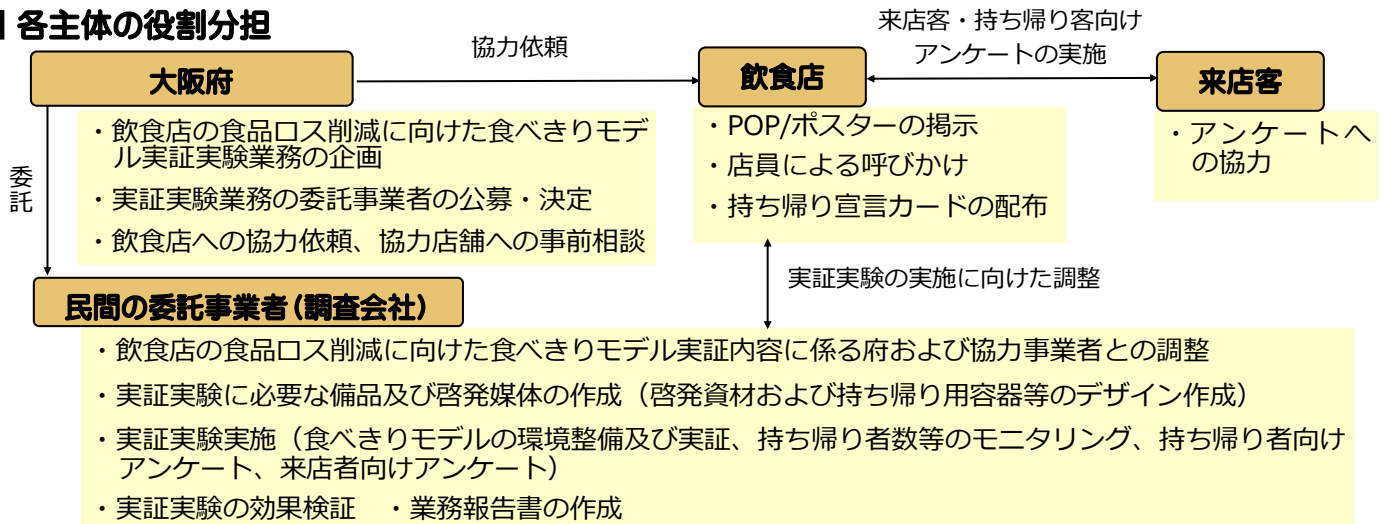 各主体の役割分担
大阪府
協力依頼
飲食店
来店客・持ち帰り客向け
アンケートの実施
来店客
・飲食店の食品ロス削減に向けた食べきりモデ
ル実証実験業務の企画
・実証実験業務の委託事業者の公募・決定
・飲食店への協力依頼、協力店舗への事前相談
・POP/ポスターの掲示
・店員による呼びかけ
・持ち帰り宣言カードの配布
・アンケートへ
の協力
委託
実証実験の実施に向けた調整
民間の委託事業者（調査会社）
・飲食店の食品ロス削減に向けた食べきりモデル実証内容に係る府および協力事業者との調整
・実証実験に必要な備品及び啓発媒体の作成（啓発資材および持ち帰り用容器等のデザイン作成）
・実証実験実施（食べきりモデルの環境整備及び実証、持ち帰り者数等のモニタリング、持ち帰り者向け
アンケート、来店者向けアンケート）
・実証実験の効果検証　・業務報告書の作成